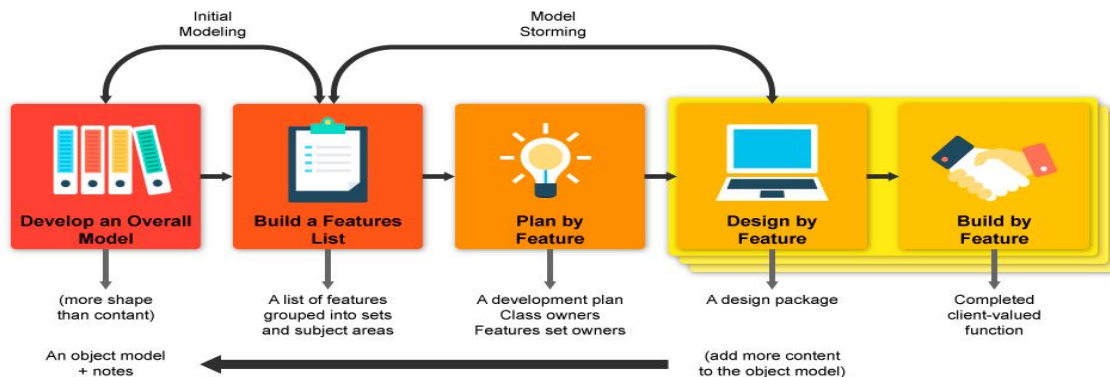 Initial
Modeling
Model
Storming
Develop an Overall
Model
Build a Features
List
Plan by
Feature
Design by
Feature
Build by
Feature
(more shape
than contant)
A list of features
grouped into sets
and subject areas
A development plan
Class owners
Features set owners
A design package
Completed
client-valued
function
An object model
+ notes
(add more content
to the object model)